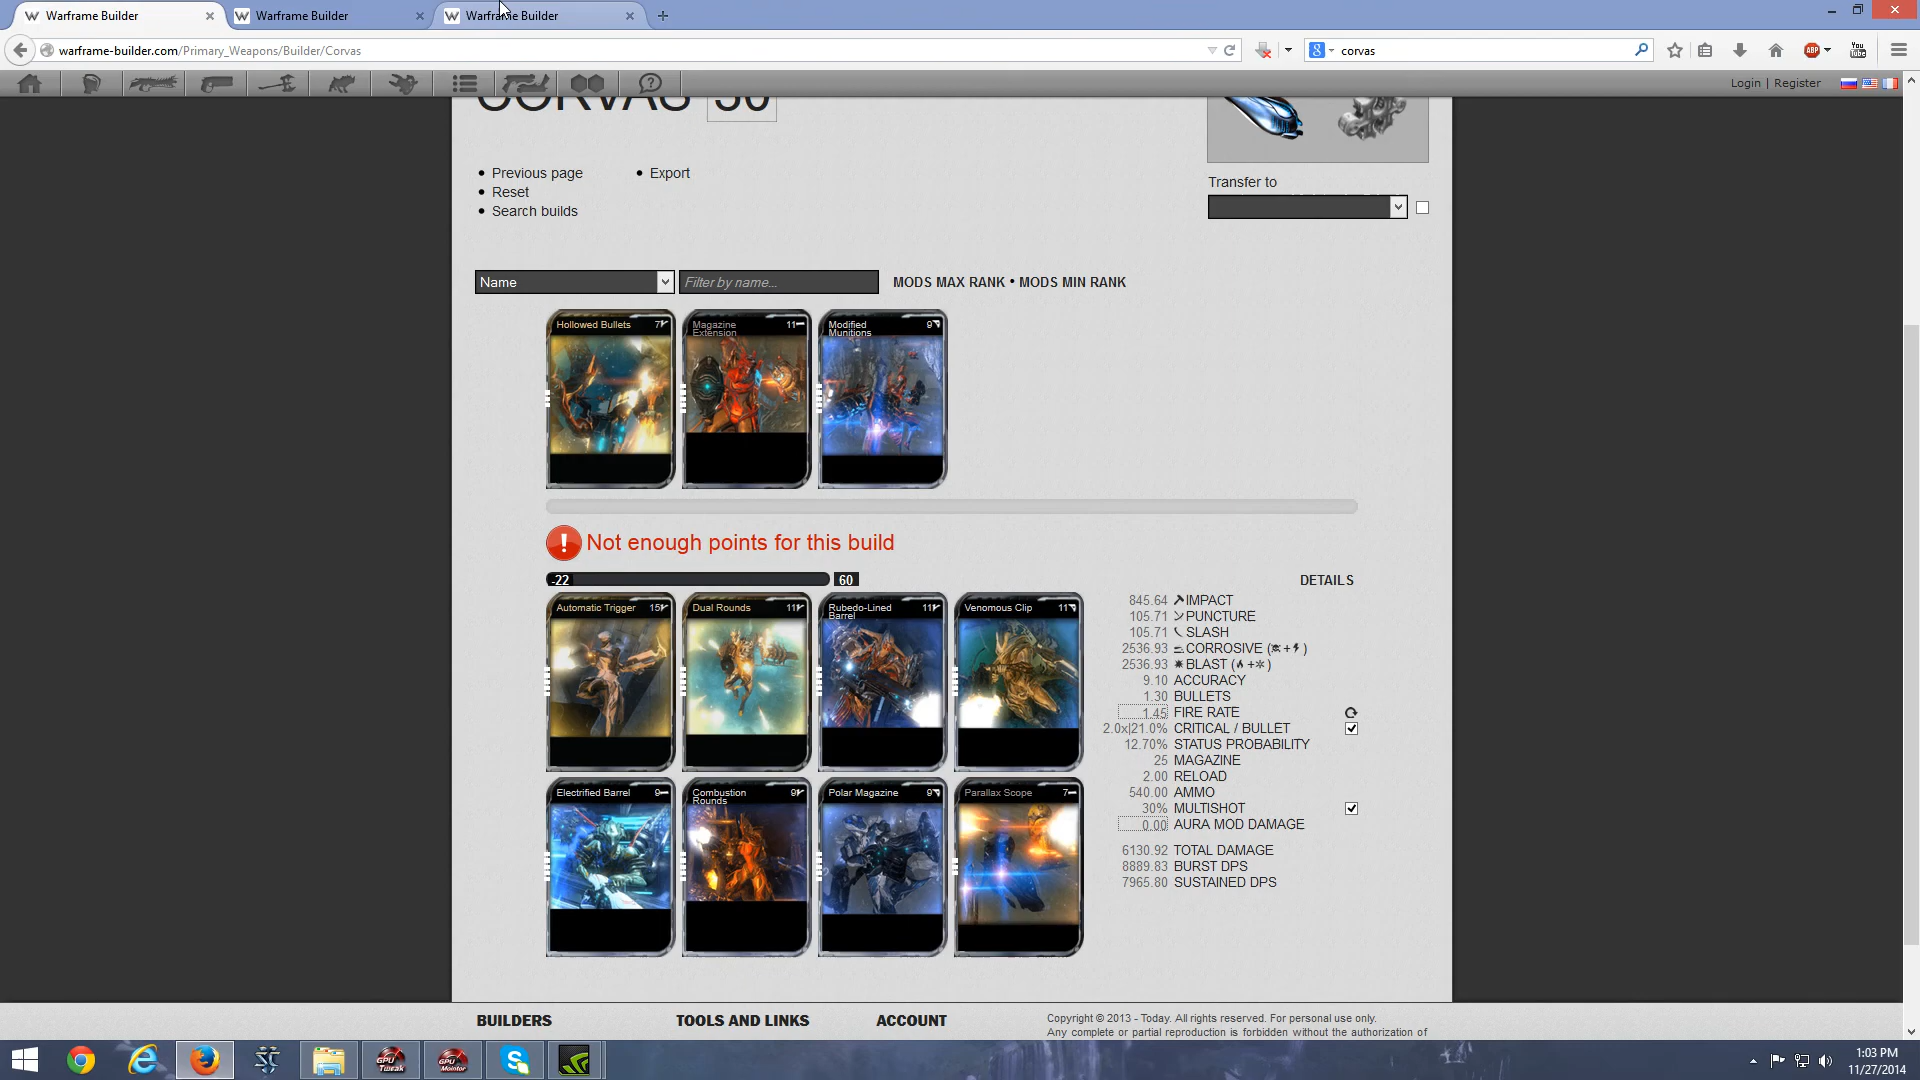 Warframe Builder
Warframe Builder
Warframe Builder
warframe-builder.com/Primary_Weapons/Builder/Corvas
corvas
Login | Register
CORVAS 30
Previous page
Export
Reset
Search builds
Transfer to
Name
Filter by name...
MODS MAX RANK • MODS MIN RANK
Hollowed Bullets 7
Magazine Extension 11
Modified Munitions 9
Not enough points for this build
-22
60
DETAILS
Automatic Trigger 15
Dual Rounds 11
Rubedo-Lined Barrel 11
Venomous Clip 11
Electrified Barrel 9
Combustion Rounds 9
Polar Magazine 9
Parallax Scope 7
845.64 IMPACT
105.71 PUNCTURE
105.71 SLASH
2536.93 CORROSIVE ( + )
2536.93 BLAST ( + )
9.10 ACCURACY
1.30 BULLETS
1.45 FIRE RATE
2.0x|21.0% CRITICAL / BULLET
12.70% STATUS PROBABILITY
25 MAGAZINE
2.00 RELOAD
540.00 AMMO
30% MULTISHOT
0.00 AURA MOD DAMAGE
6130.92 TOTAL DAMAGE
8889.83 BURST DPS
7965.80 SUSTAINED DPS
BUILDERS
TOOLS AND LINKS
ACCOUNT
Copyright © 2013 - Today. All rights reserved. For personal use only.
Any complete or partial reproduction is forbidden without the authorization of
GPU Tweak
GPU Monitor
1:03 PM
11/27/2014